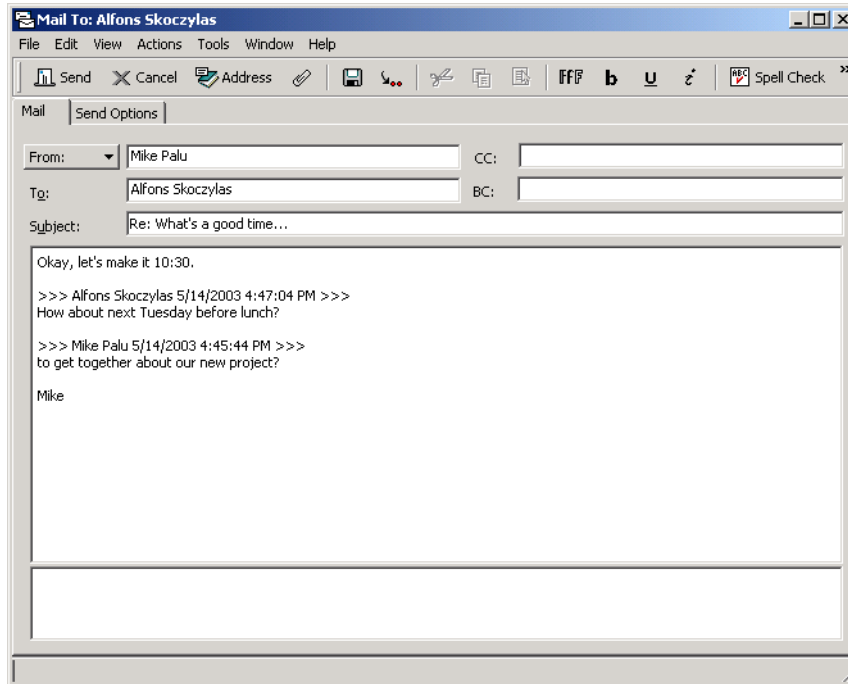 Mail To: Alfons Skoczylas
File Edit View Actions Tools Window Help
Send Cancel Address FfF b u i ABC Spell Check »
Mail Send Options
From: Mike Palu CC:
To: Alfons Skoczylas BC:
Subject: Re: What's a good time...
Okay, let's make it 10:30.
>>> Alfons Skoczylas 5/14/2003 4:47:04 PM >>>
How about next Tuesday before lunch?
>>> Mike Palu 5/14/2003 4:45:44 PM >>>
to get together about our new project?
Mike